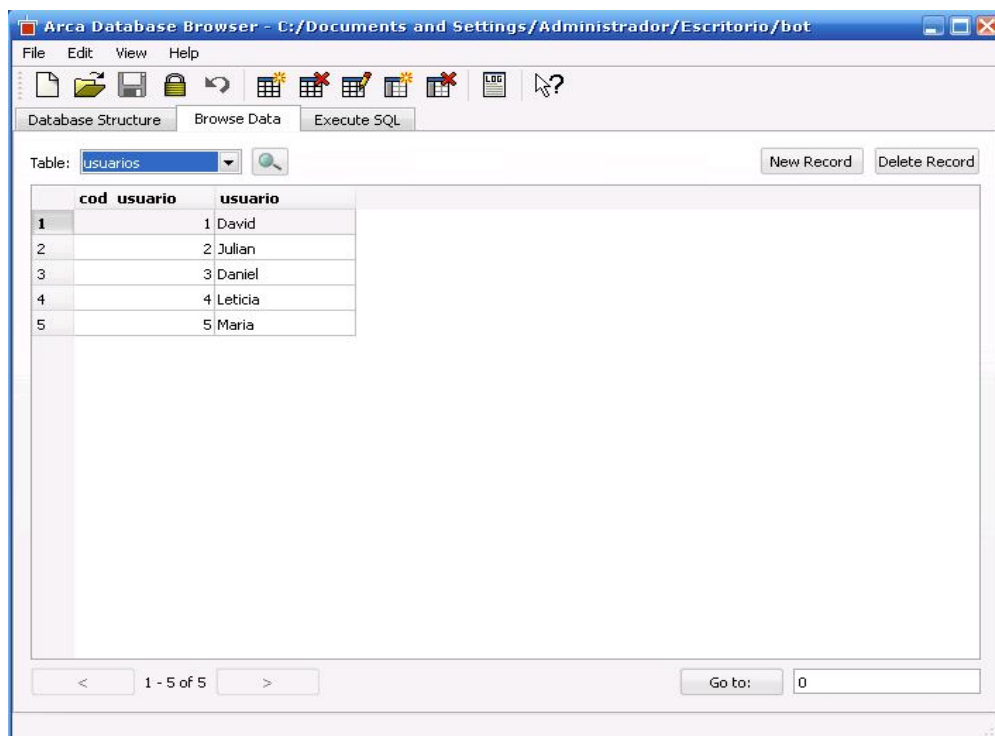 Arca Database Browser - C:/Documents and Settings/Administrador/Escritorio/bot
File Edit View Help
LOG
Database Structure Browse Data Execute SQL
Table: usuarios New Record Delete Record
cod_usuario usuario
1 1 David
2 2 Julian
3 3 Daniel
4 4 Leticia
5 5 Maria
< 1 - 5 of 5 > Go to: 0